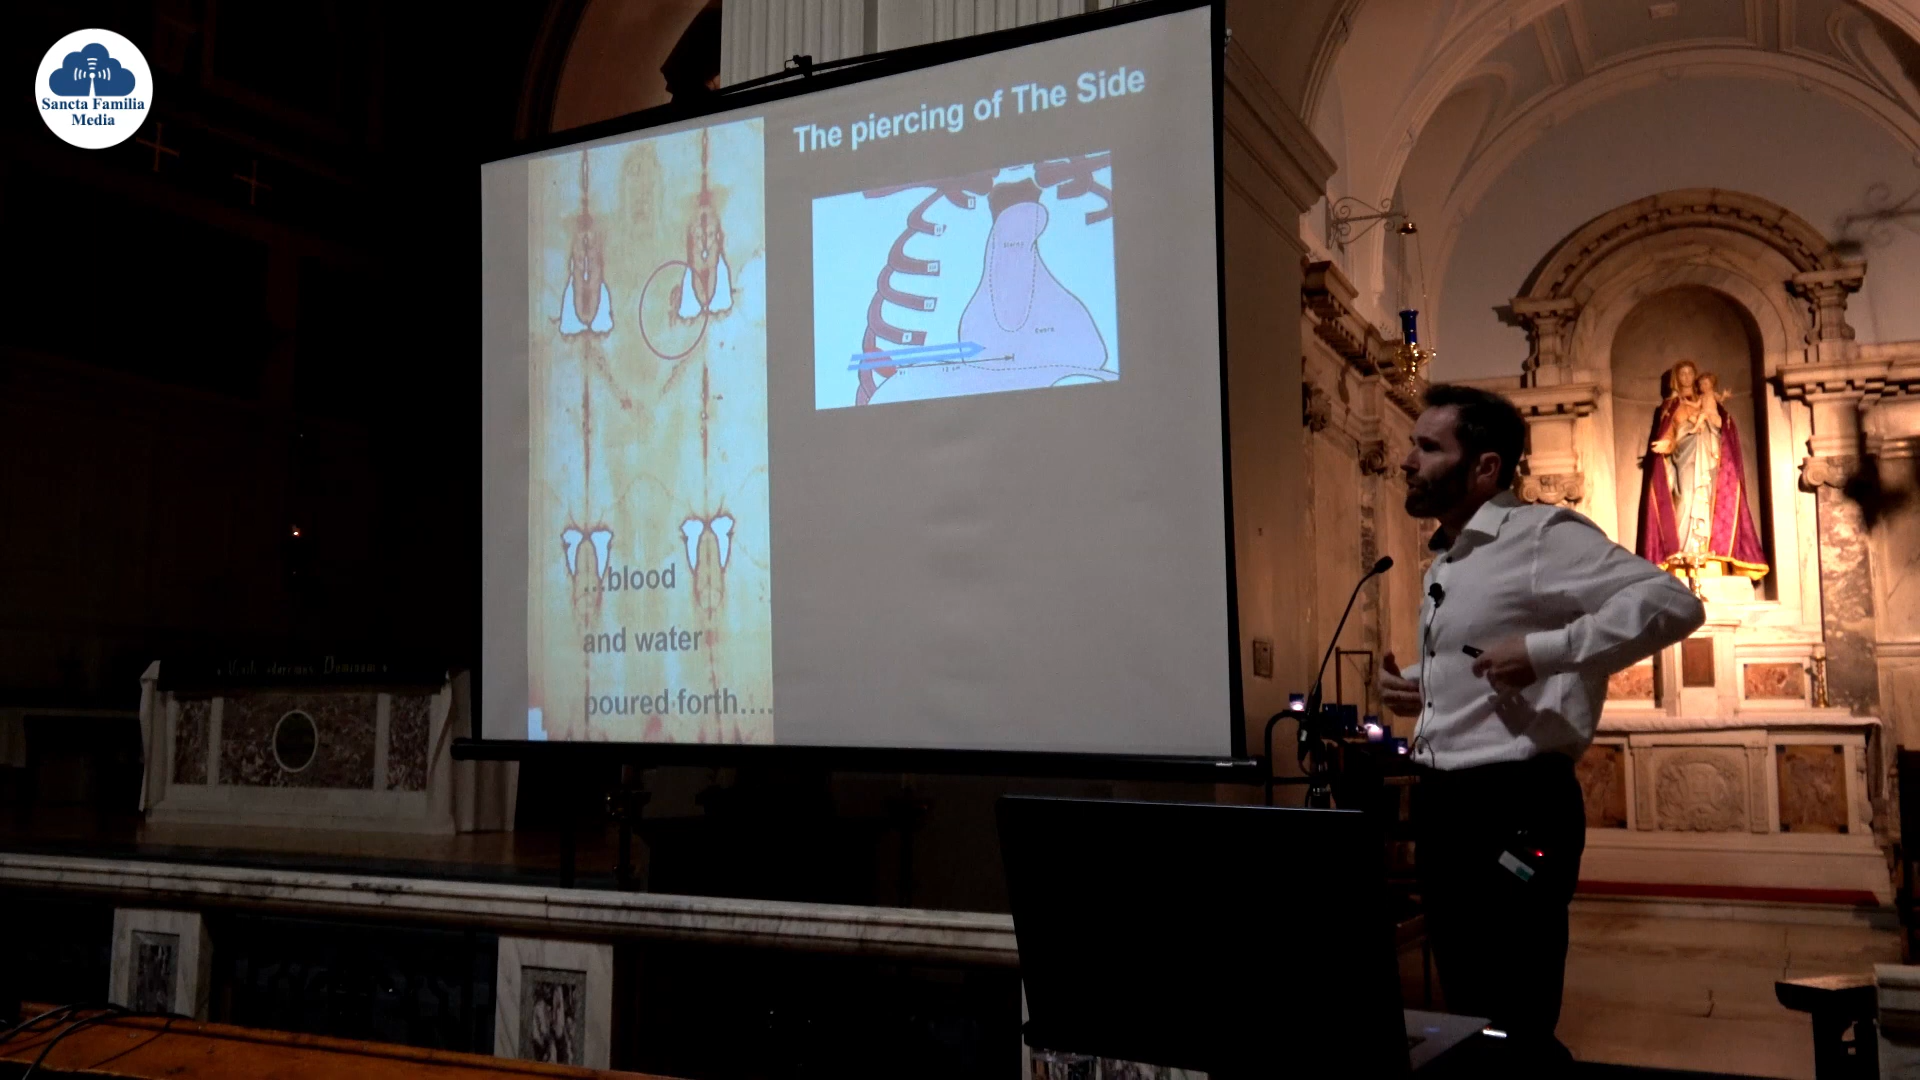 Sancta Familia
Media
The piercing of The Side
...blood
and water
poured forth....